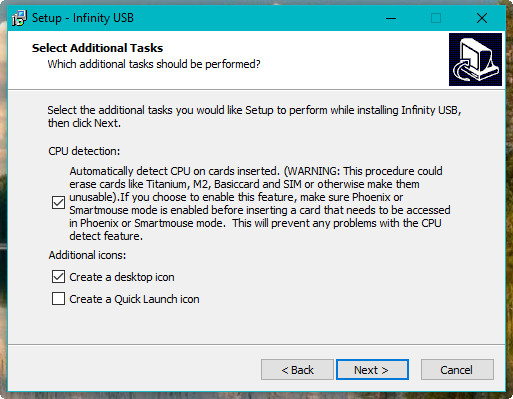 Setup - Infinity USB
Select Additional Tasks
Which additional tasks should be performed?
Select the additional tasks you would like Setup to perform while installing Infinity USB,
then click Next.
CPU detection:
Automatically detect CPU on cards inserted. (WARNING: This procedure could
erase cards like Titanium, M2, Basiccard and SIM or otherwise make them
unusable).If you choose to enable this feature, make sure Phoenix or
Smartmouse mode is enabled before inserting a card that needs to be accessed
in Phoenix or Smartmouse mode.  This will prevent any problems with the CPU
detect feature.
Additional icons:
Create a desktop icon
Create a Quick Launch icon
< Back
Next >
Cancel